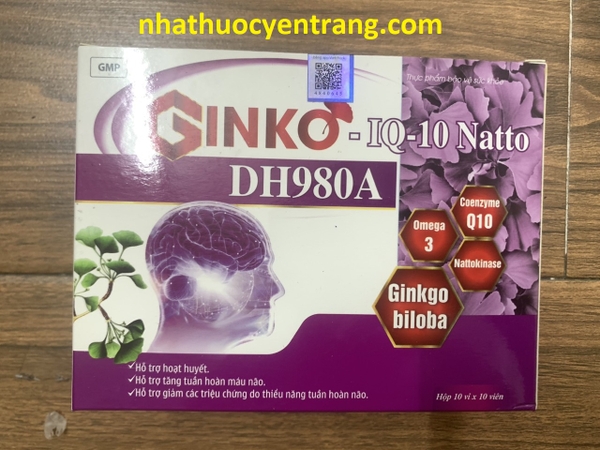 nhathuocyentrang.com
GMP
Thực phẩm bảo vệ sức khỏe
GINKO - IQ-10 Natto
DH980A
Coenzyme
Q10
Omega
3
Nattokinase
Ginkgo
biloba
✓Hỗ trợ hoạt huyết.
✓Hỗ trợ tăng tuần hoàn máu não.
✓Hỗ trợ giảm các triệu chứng do thiểu năng tuần hoàn não.
Hộp 10 vỉ x 10 viên